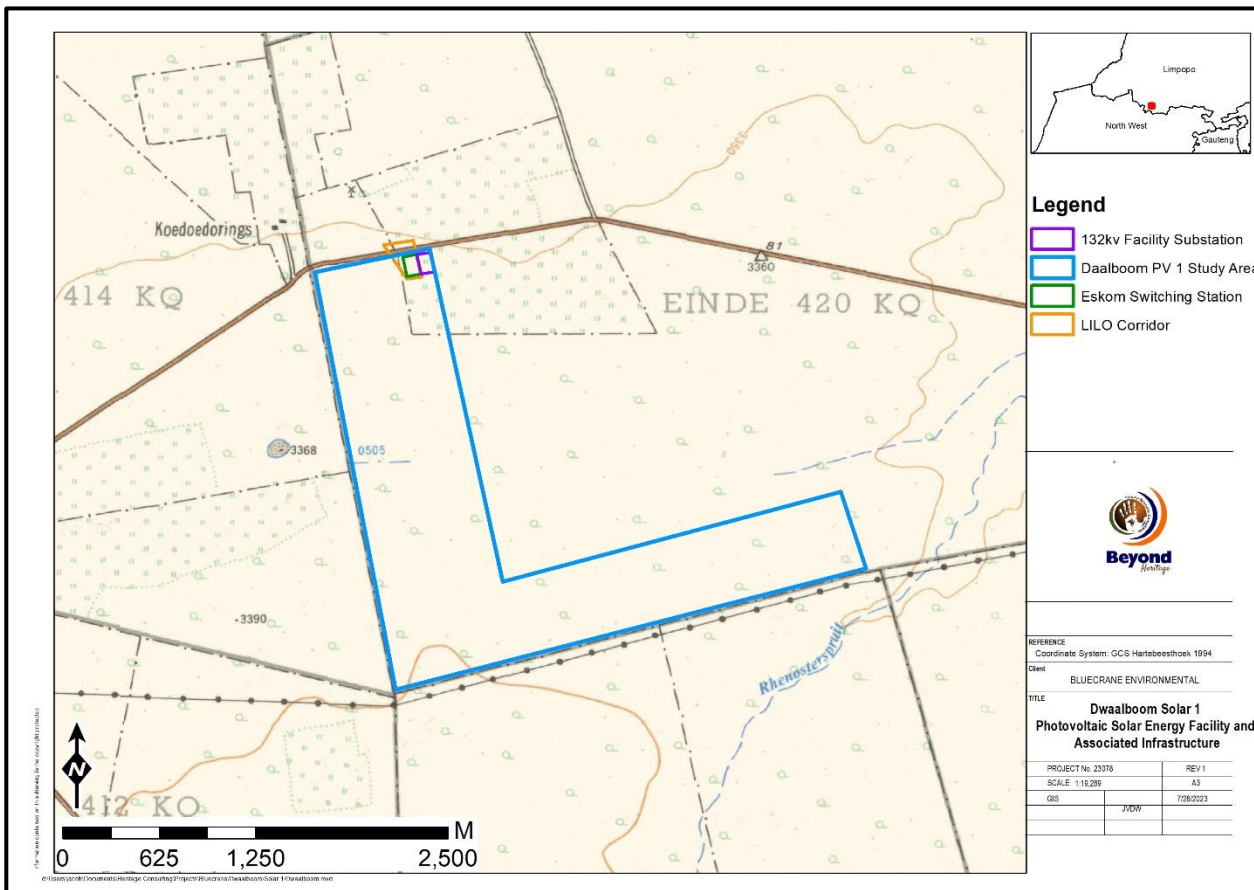 Koedoedorings
414 KQ
EINDE 420 KQ
3350
81
3360
3368
0505
3390
Rhenosterspruit
412 KQ
N
M
0 625 1,250 2,500
Limpopo
North West
Gauteng
Legend
132kv Facility Substation
Daalboom PV 1 Study Area
Eskom Switching Station
LILO Corridor
Beyond
Heritage
REFERENCE
Coordinate System: GCS Hartebeesthoek 1994
Client
BLUECRANE ENVIRONMENTAL
TITLE
Dwaalboom Solar 1
Photovoltaic Solar Energy Facility and
Associated Infrastructure
PROJECT No. 23078 REV 1
SCALE 1:19,289 A3
GIS JVDW 7/28/2023